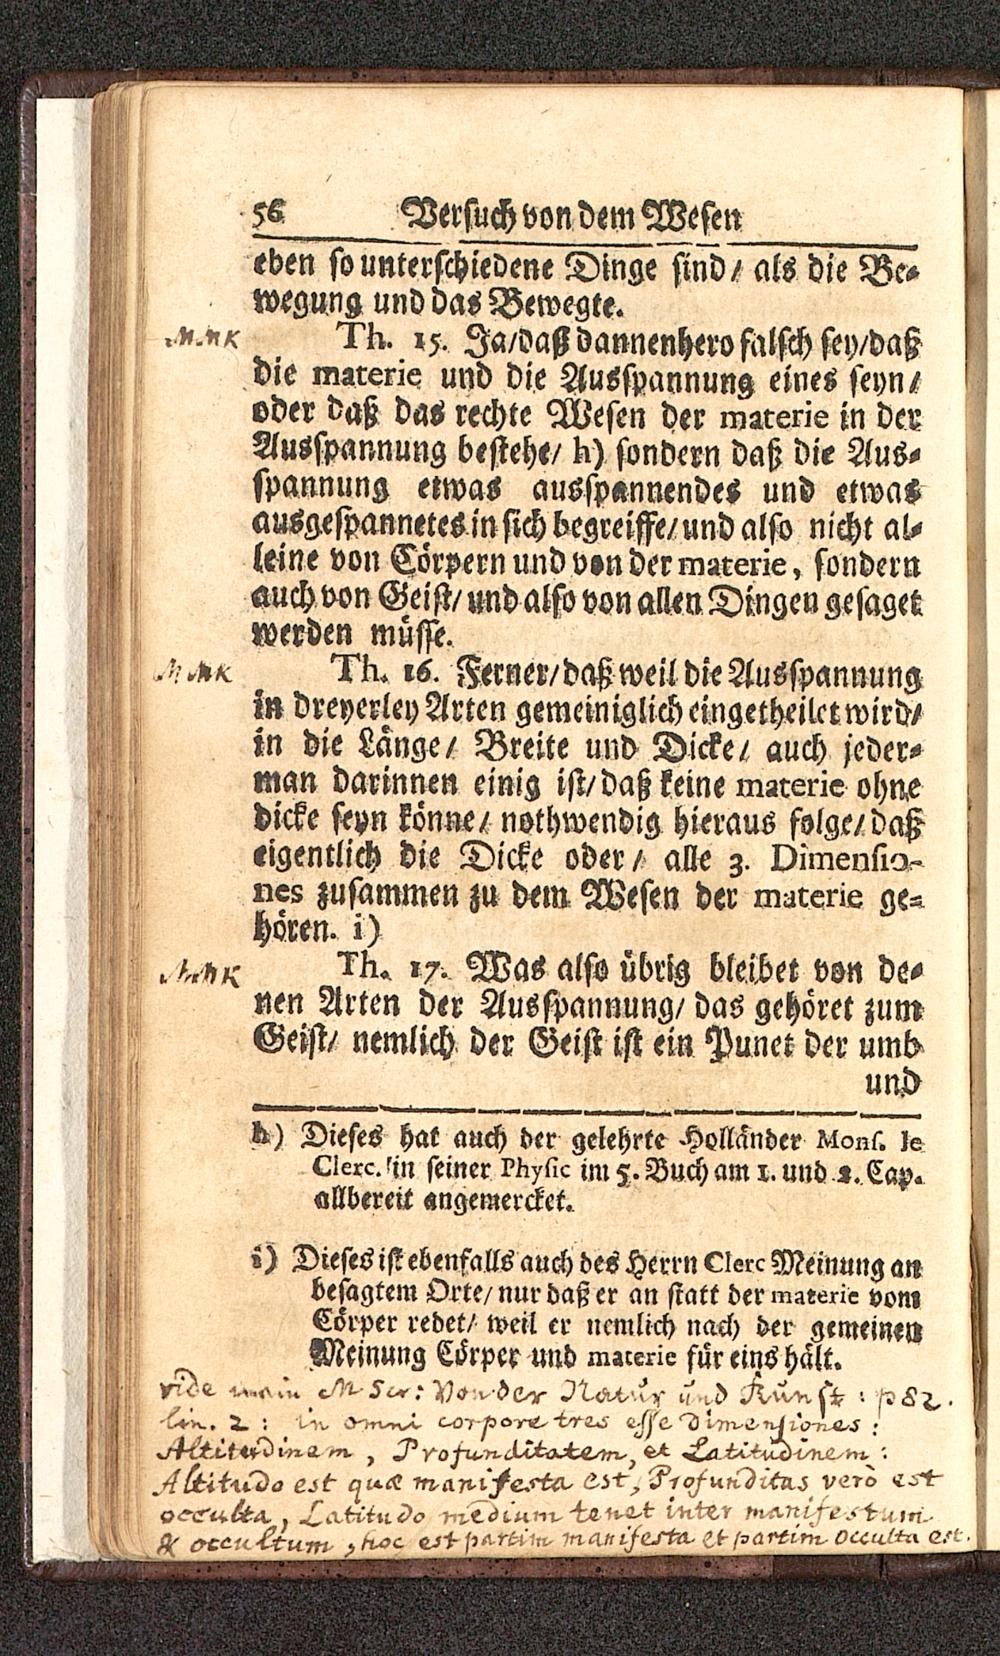 56 Versuch von dem Wesen
eben so unterschiedene Dinge sind / als die Be-
wegung und das Bewegte.
Th. 15. Ja/daß dannenhero falsch sey/daß
die materie und die Ausspannung eines seyn/
oder daß das rechte Wesen der materie in der
Ausspannung bestehe/ h) sondern daß die Aus-
spannung etwas ausspannendes und etwas
ausgespannetes in sich begreiffe/ und also nicht al-
leine von Cörpern und von der materie, sondern
auch von Geist/ und also von allen Dingen gesaget
werden müsse.
Th. 16. Ferner/ daß weil die Ausspannung
in dreyerley Arten gemeiniglich eingetheilet wird/
in die Länge/ Breite und Dicke/ auch jeder-
man darinnen einig ist/ daß keine materie ohne
dicke seyn könne/ nothwendig hieraus folge/ daß
eigentlich die Dicke oder / alle 3. Dimensio-
nes zusammen zu dem Wesen der materie ge-
hören. i)
Th. 17. Was also übrig bleibet von de-
nen Arten der Ausspannung/ das gehöret zum
Geist/ nemlich der Geist ist ein Punct der umb
und
h) Dieses hat auch der gelehrte Holländer Mons. le
Clerc. in seiner Physic im 5. Buch am 1. und 2. Cap.
allbereit angemercket.
i) Dieses ist ebenfalls auch des Herrn Clerc Meinung an
besagtem Orte/ nur daß er an statt der materie vom
Cörper redet/ weil er nemlich nach der gemeinen
Meinung Cörper und materie für eins hält.
vide main M Scr: Von der Natur und Kunst : p 82.
lin. 2 : in omni corpore tres esse Dimensiones :
Altitudinem, Profunditatem, et Latitudinem :
Altitudo est quæ manifesta est, Profunditas verò est
occulta, Latitudo medium tenet inter manifestum
& occultum, hoc est partim manifesta et partim occulta est.